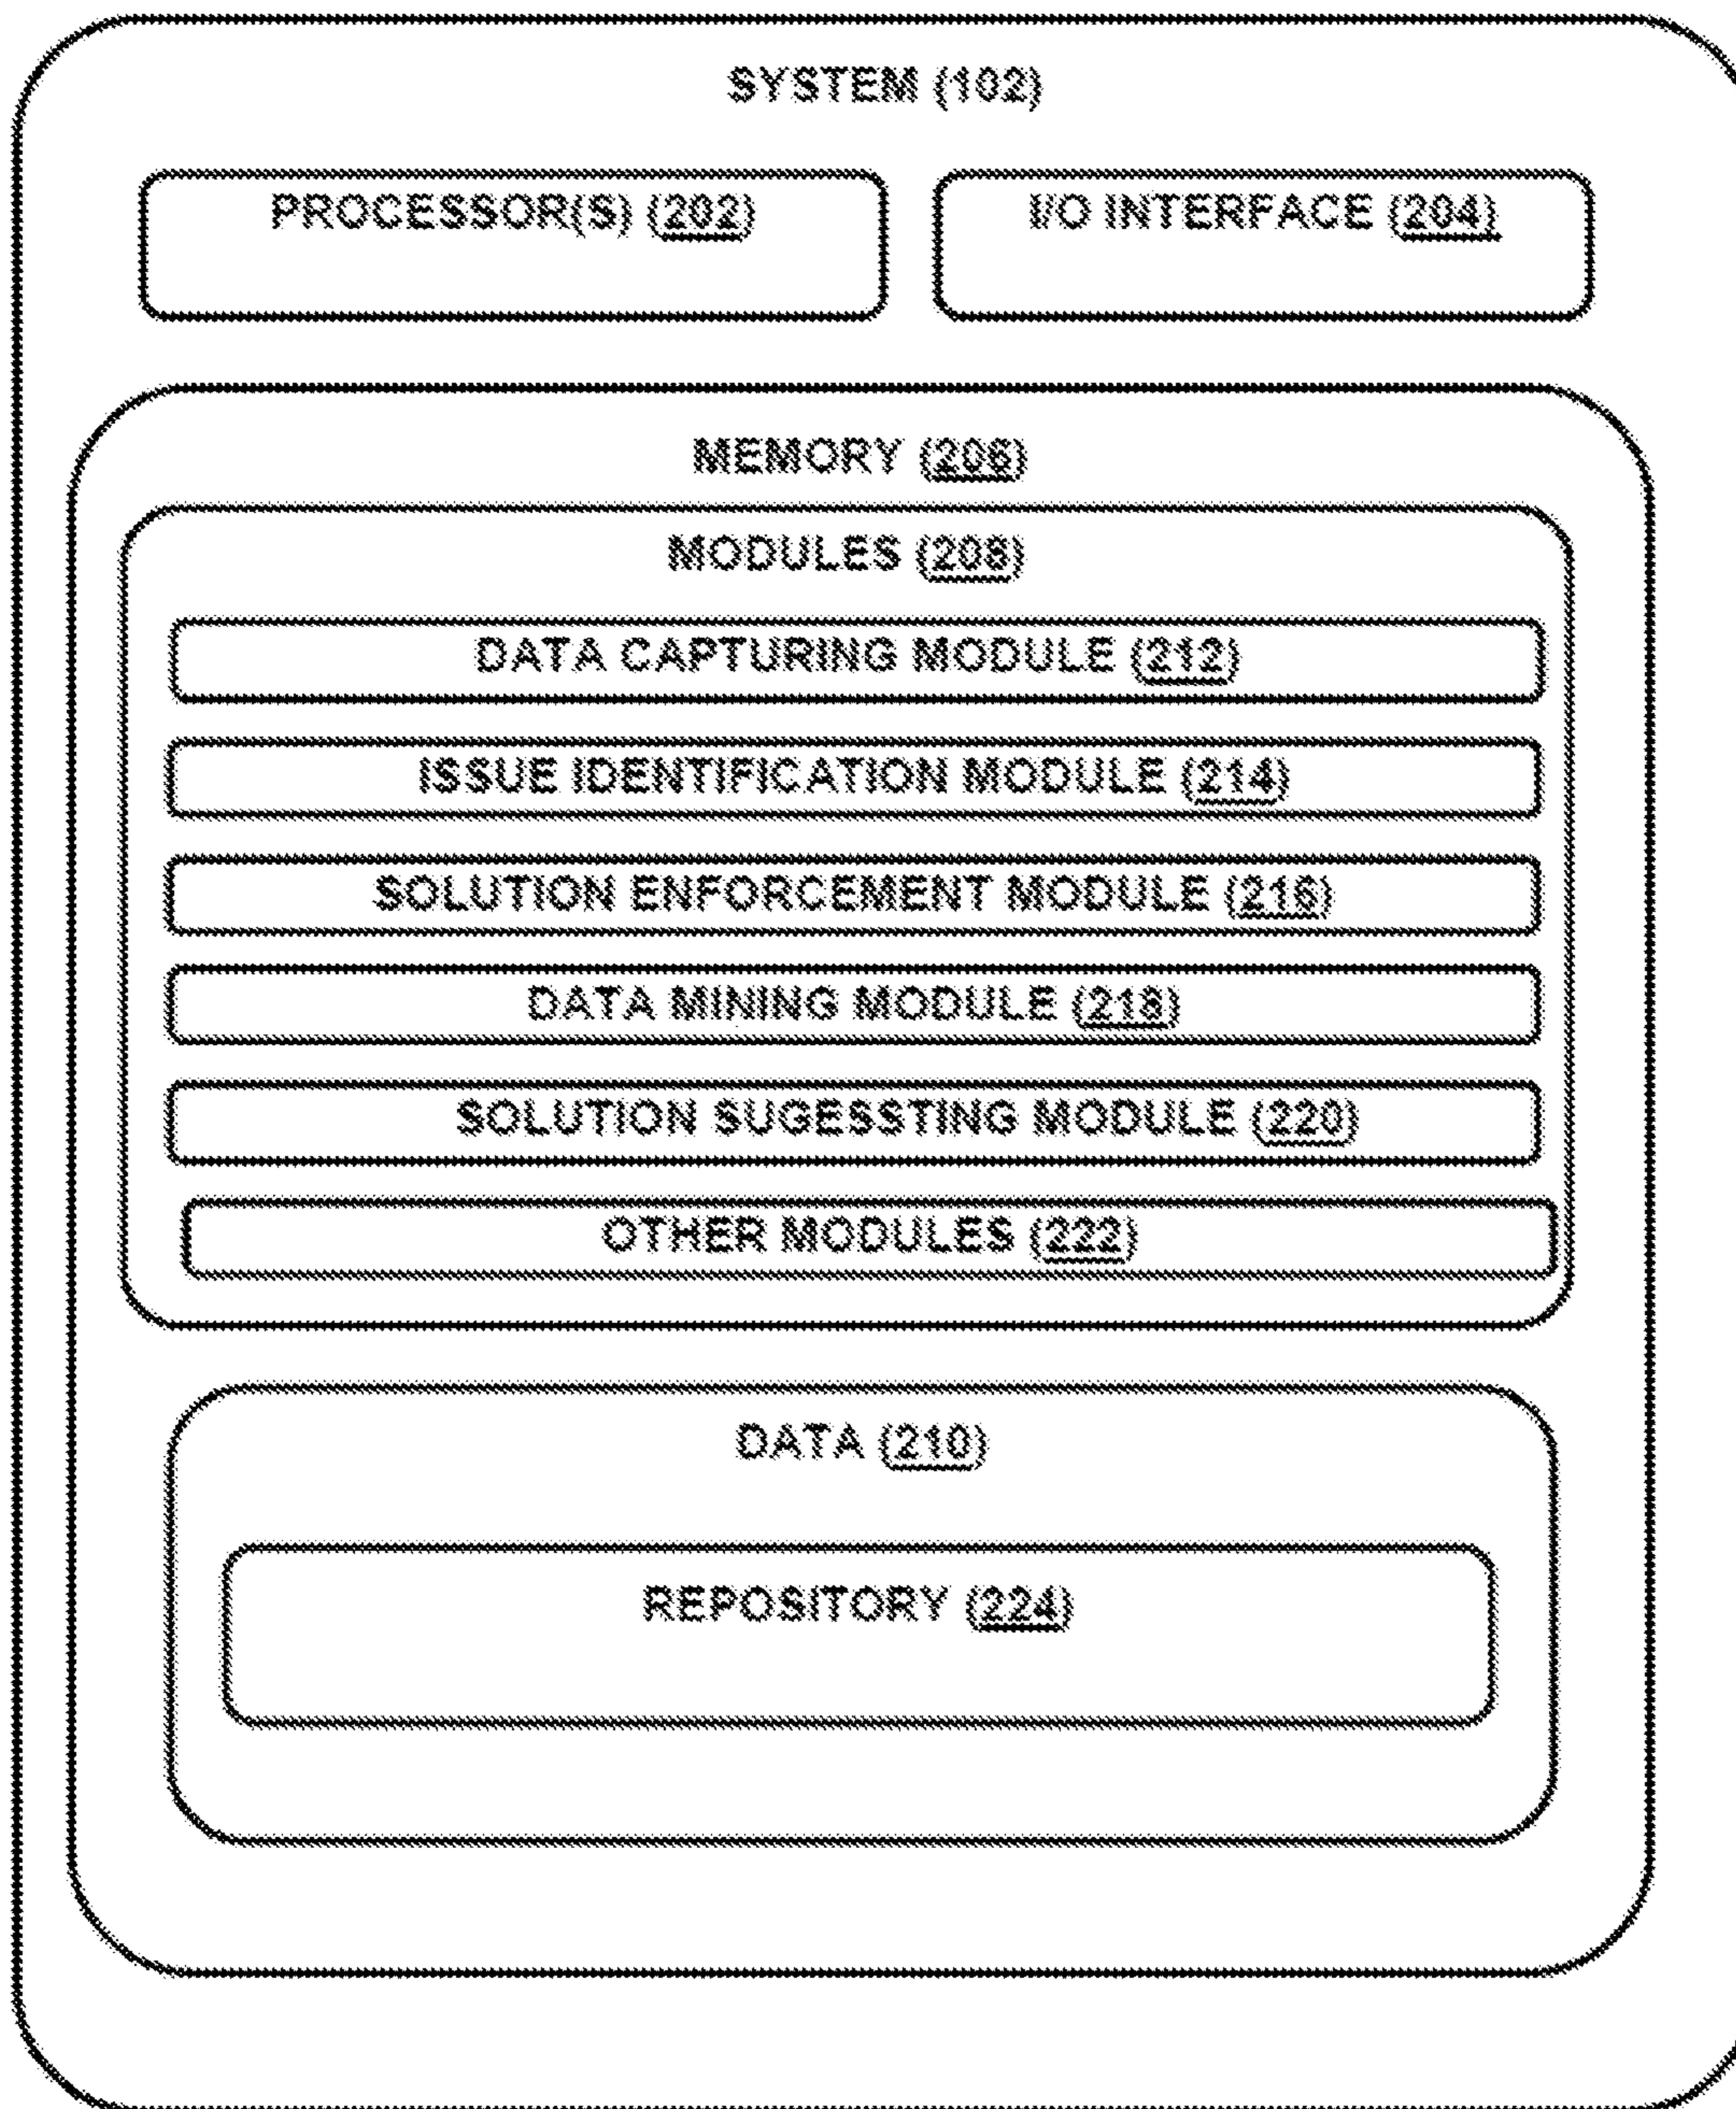 SYSTEM (102)
PROCESSOR(S) (202)
I/O INTERFACE (204)
MEMORY (206)
MODULES (208)
DATA CAPTURING MODULE (212)
ISSUE IDENTIFICATION MODULE (214)
SOLUTION ENFORCEMENT MODULE (216)
DATA MINING MODULE (218)
SOLUTION SUGESSTING MODULE (220)
OTHER MODULES (222)
DATA (210)
REPOSITORY (224)